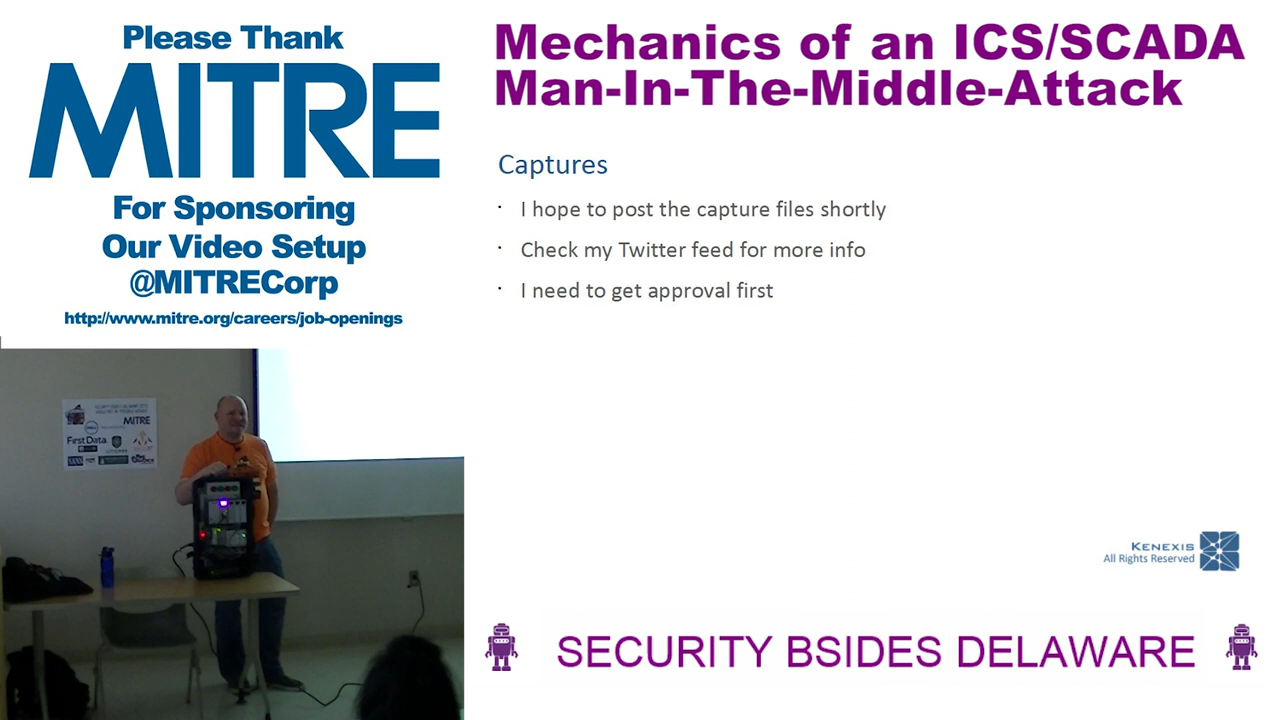 Please Thank
MITRE
For Sponsoring
Our Video Setup
@MITRECorp
http://www.mitre.org/careers/job-openings
Mechanics of an ICS/SCADA
Man-In-The-Middle-Attack
Captures
· I hope to post the capture files shortly
· Check my Twitter feed for more info
· I need to get approval first
MITRE
First Data
KENEXIS
All Rights Reserved
SECURITY BSIDES DELAWARE